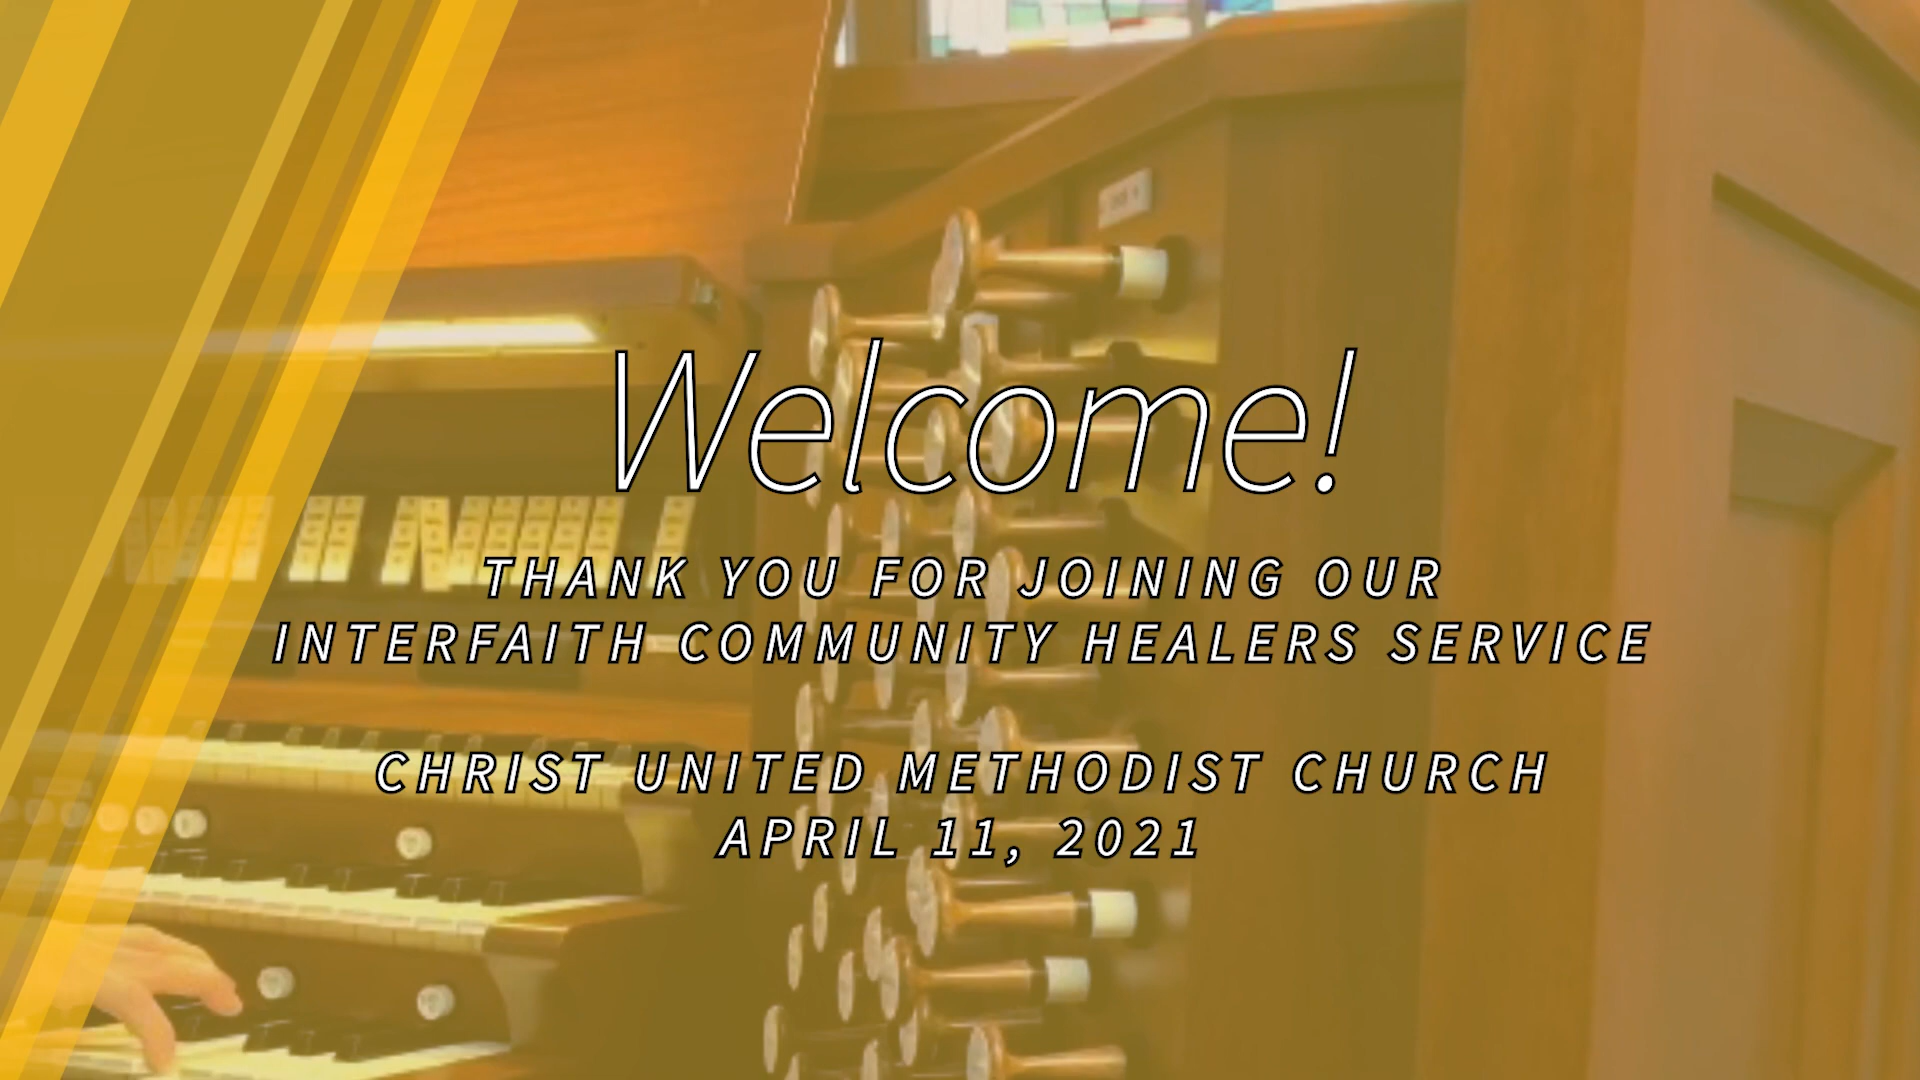 Welcome!
THANK YOU FOR JOINING OUR
INTERFAITH COMMUNITY HEALERS SERVICE
CHRIST UNITED METHODIST CHURCH
APRIL 11, 2021